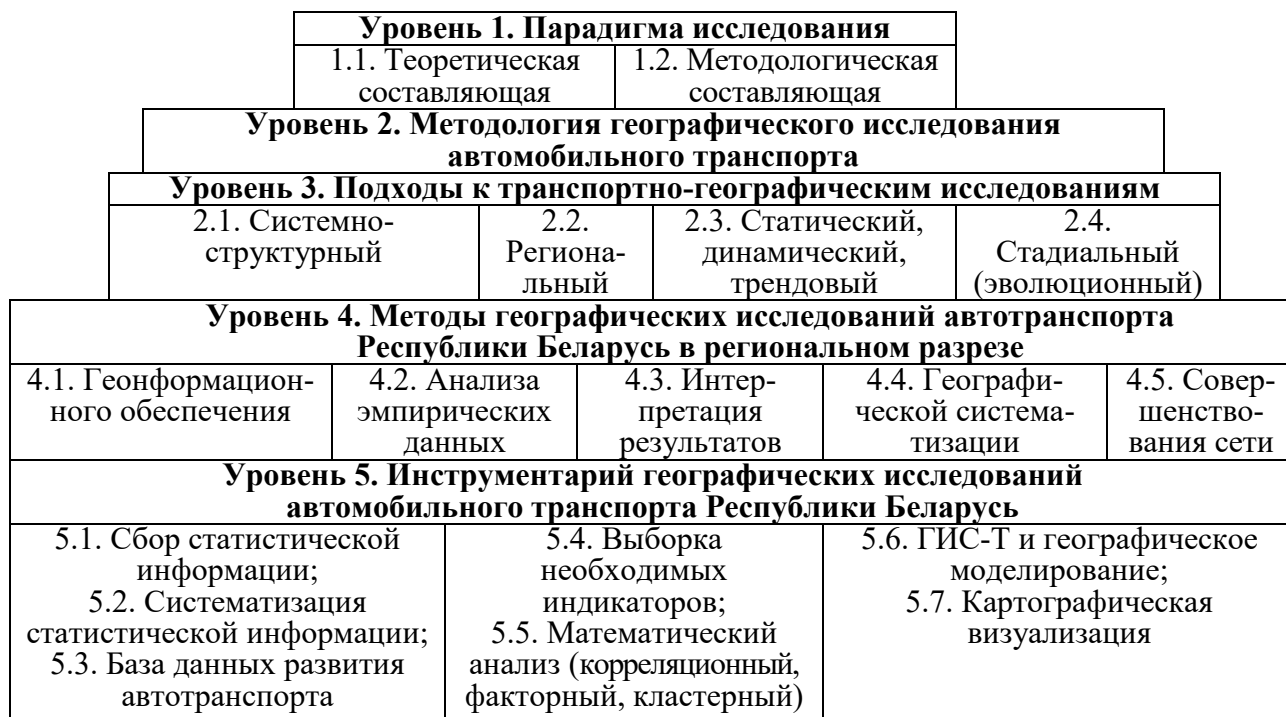 Уровень 1. Парадигма исследования
1.1. Теоретическая
составляющая
1.2. Методологическая
составляющая
Уровень 2. Методология географического исследования
автомобильного транспорта
Уровень 3. Подходы к транспортно-географическим исследованиям
2.1. Системно-
структурный
2.2.
Региона-
льный
2.3. Статический,
динамический,
трендовый
2.4.
Стадиальный
(эволюционный)
Уровень 4. Методы географических исследований автотранспорта
Республики Беларусь в региональном разрезе
4.1. Геонформацион-
ного обеспечения
4.2. Анализа
эмпирических
данных
4.3. Интер-
претация
результатов
4.4. Географи-
ческой система-
тизации
4.5. Совер-
шенство-
вания сети
Уровень 5. Инструментарий географических исследований
автомобильного транспорта Республики Беларусь
5.1. Сбор статистической
информации;
5.2. Систематизация
статистической информации;
5.3. База данных развития
автотранспорта
5.4. Выборка
необходимых
индикаторов;
5.5. Математический
анализ (корреляционный,
факторный, кластерный)
5.6. ГИС-Т и географическое
моделирование;
5.7. Картографическая
визуализация